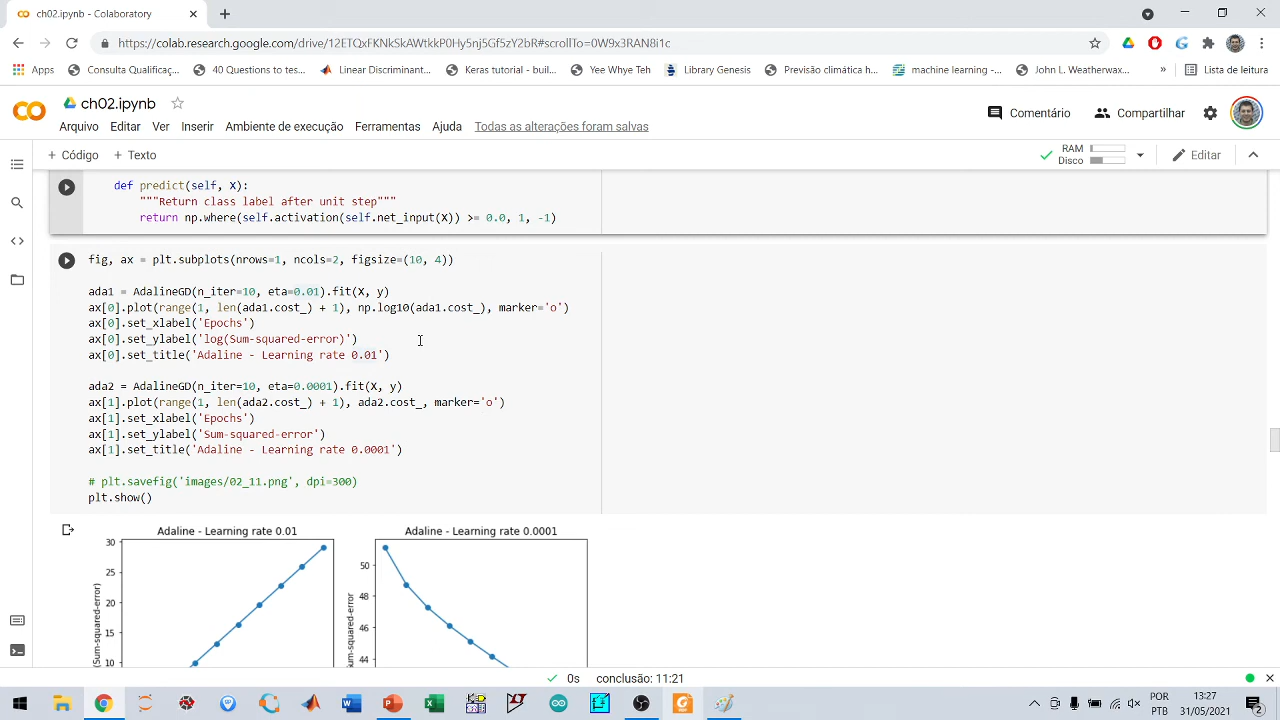 ch02.ipynb - Colaboratory
https://colab.research.google.com/drive/12ETQxFKNkSkAWtkkP0Hy5ri5Gf5zY2bR#scrollTo=0W9x3RAN8i1c
Apps Consulta Qualificaç... 40 Questions to tes... Linear Discriminant... Keras tutorial - buil... Yee Whye Teh Library Genesis Previsão climática h... machine learning -... John L. Weatherwax... » Lista de leitura
ch02.ipynb
Comentário Compartilhar
Arquivo Editar Ver Inserir Ambiente de execução Ferramentas Ajuda Todas as alterações foram salvas
+ Código + Texto
RAM
Disco
Editar
def predict(self, X):
"""Return class label after unit step"""
return np.where(self.activation(self.net_input(X)) >= 0.0, 1, -1)
fig, ax = plt.subplots(nrows=1, ncols=2, figsize=(10, 4))
ada1 = AdalineGD(n_iter=10, eta=0.01).fit(X, y)
ax[0].plot(range(1, len(ada1.cost_) + 1), np.log10(ada1.cost_), marker='o')
ax[0].set_xlabel('Epochs')
ax[0].set_ylabel('log(Sum-squared-error)')
ax[0].set_title('Adaline - Learning rate 0.01')
ada2 = AdalineGD(n_iter=10, eta=0.0001).fit(X, y)
ax[1].plot(range(1, len(ada2.cost_) + 1), ada2.cost_, marker='o')
ax[1].set_xlabel('Epochs')
ax[1].set_ylabel('Sum-squared-error')
ax[1].set_title('Adaline - Learning rate 0.0001')
# plt.savefig('images/02_11.png', dpi=300)
plt.show()
Adaline - Learning rate 0.01
30
25
20
15
10
(Sum-squared-error)
Adaline - Learning rate 0.0001
50
48
46
44
um-squared-error
0s conclusão: 11:21
POR
PTB
13:27
31/05/2021
2